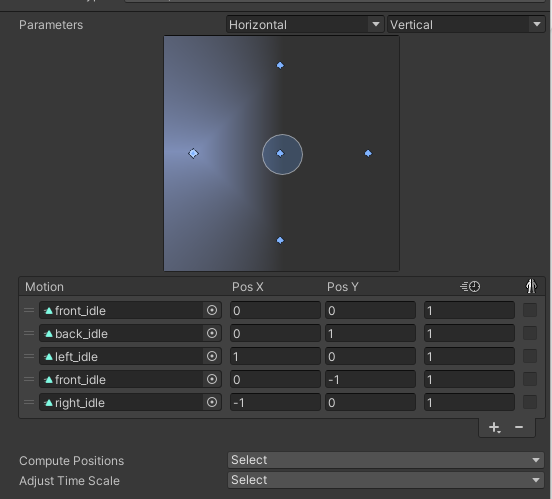 Parameters Horizontal Vertical
Motion Pos X Pos Y
front_idle 0 0 1
back_idle 0 1 1
left_idle 1 0 1
front_idle 0 -1 1
right_idle -1 0 1
Compute Positions Select
Adjust Time Scale Select